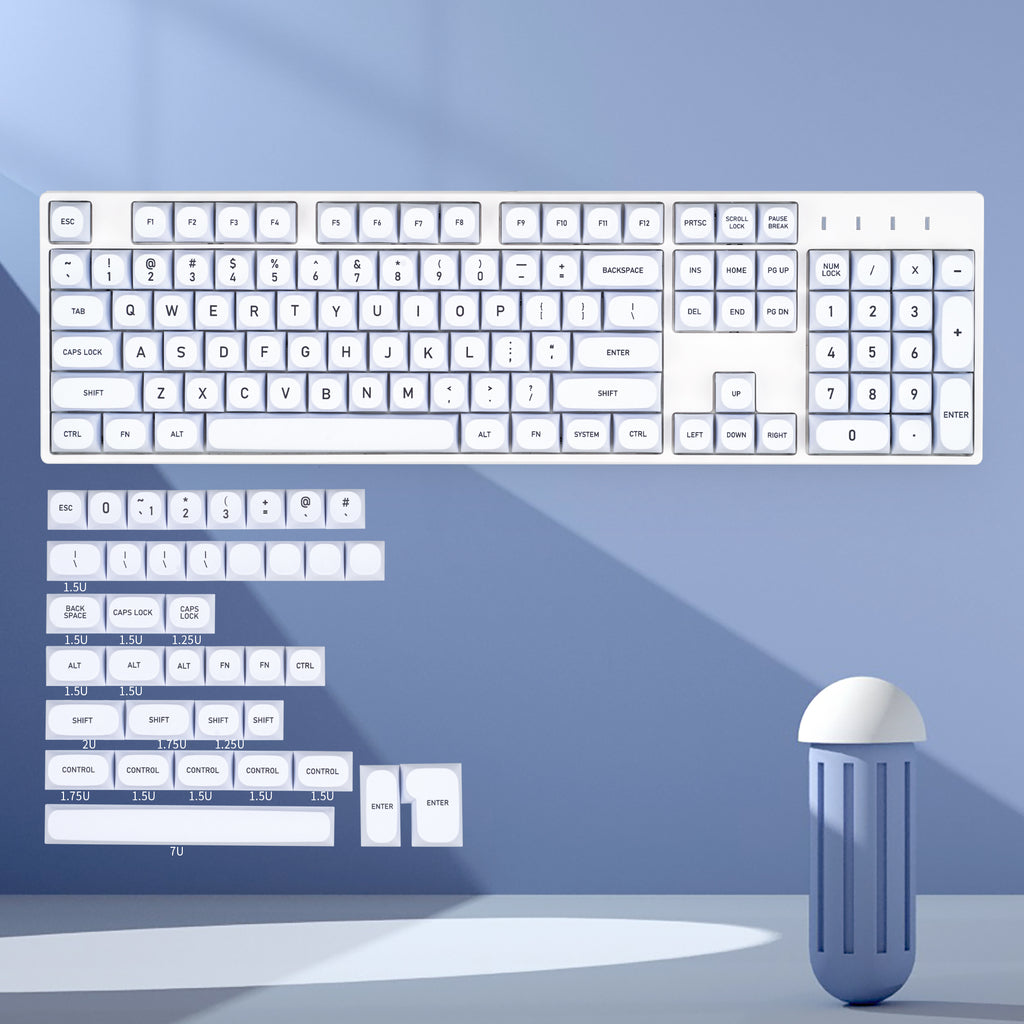 ESC F1 F2 F3 F4 F5 F6 F7 F8 F9 F10 F11 F12 PRTSC SCROLL LOCK PAUSE BREAK
~ ` ! 1 @ 2 # 3 $ 4 % 5 ^ 6 & 7 * 8 ( 9 ) 0 — - + = BACKSPACE INS HOME PG UP NUM LOCK / X -
TAB Q W E R T Y U I O P { [ } ] | \ DEL END PG DN 1 2 3 +
CAPS LOCK A S D F G H J K L : ; " ' ENTER 4 5 6
SHIFT Z X C V B N M < , > . ? / SHIFT UP 7 8 9 ENTER
CTRL FN ALT ALT FN SYSTEM CTRL LEFT DOWN RIGHT 0 .
ESC 0 ~ ` 1 * 2 ( 3 + = @ ` # `
| \ | \ | \ | \
1.5U
BACK SPACE CAPS LOCK CAPS LOCK
1.5U 1.5U 1.25U
ALT ALT ALT FN FN CTRL
1.5U 1.5U
SHIFT SHIFT SHIFT SHIFT
2U 1.75U 1.25U
CONTROL CONTROL CONTROL CONTROL CONTROL
1.75U 1.5U 1.5U 1.5U 1.5U
ENTER ENTER
7U